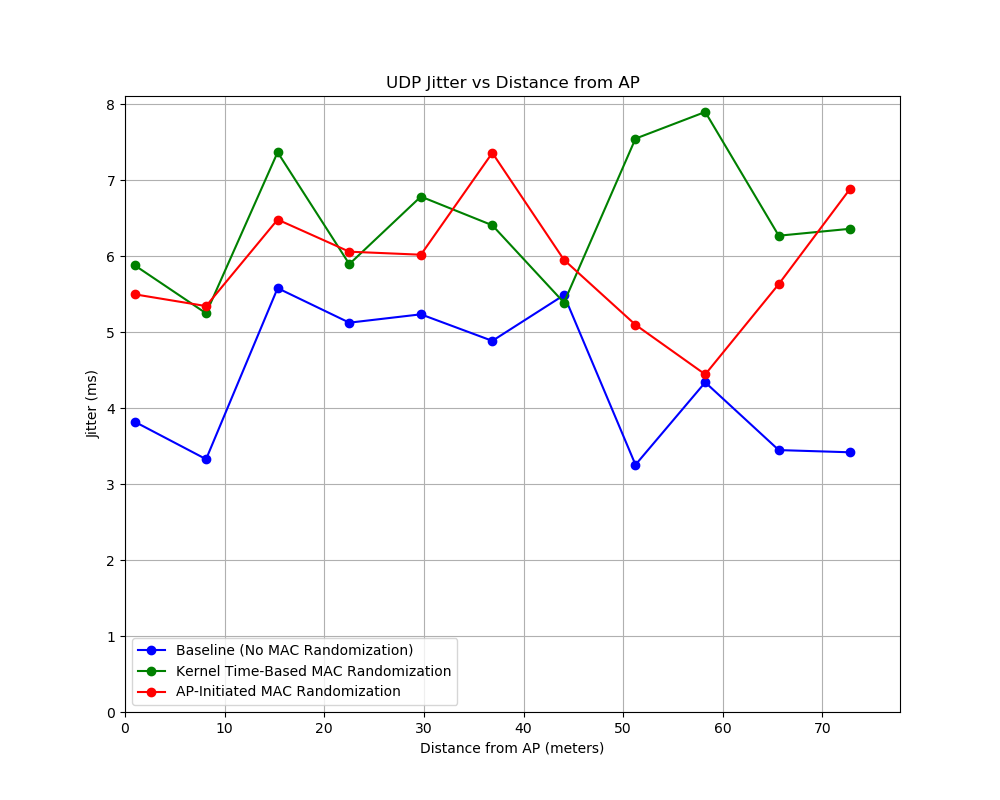 UDP Jitter vs Distance from AP
Jitter (ms)
8
7
6
5
4
3
2
1
0
Baseline (No MAC Randomization)
Kernel Time-Based MAC Randomization
AP-Initiated MAC Randomization
0 10 20 30 40 50 60 70
Distance from AP (meters)